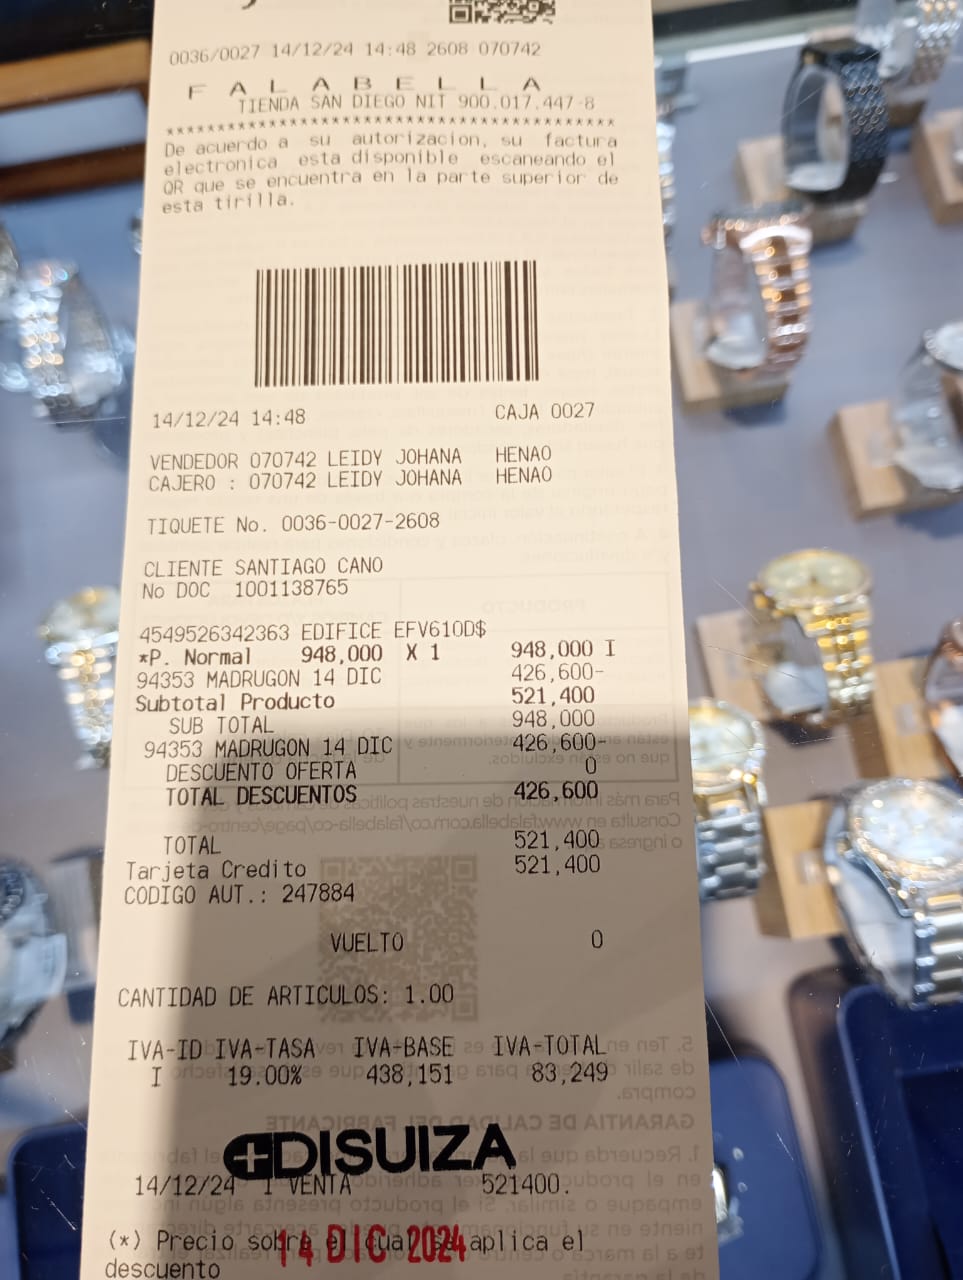 0036/0027 14/12/24 14:48 2608 070742
F A L A B E L L A
TIENDA SAN DIEGO NIT 900.017.447-8
**************************************************
De acuerdo a su autorizacion, su factura
electronica esta disponible escaneando el
QR que se encuentra en la parte superior de
esta tirilla.
14/12/24 14:48 CAJA 0027
VENDEDOR 070742 LEIDY JOHANA HENAO
CAJERO : 070742 LEIDY JOHANA HENAO
TIQUETE No. 0036-0027-2608
CLIENTE SANTIAGO CANO
No DOC 1001138765
4549526342363 EDIFICE EFV610D$
*P. Normal 948,000 X 1 948,000 I
94353 MADRUGON 14 DIC 426,600-
Subtotal Producto 521,400
SUB TOTAL 948,000
94353 MADRUGON 14 DIC 426,600-
DESCUENTO OFERTA 0
TOTAL DESCUENTOS 426,600
TOTAL 521,400
Tarjeta Credito 521,400
CODIGO AUT.: 247884
VUELTO 0
CANTIDAD DE ARTICULOS: 1.00
IVA-ID IVA-TASA IVA-BASE IVA-TOTAL
I 19.00% 438,151 83,249
DISUIZA
14/12/24 1 VENTA 521400.
(*) Precio sobre el cual se aplica el
14 DIC 2024
descuento